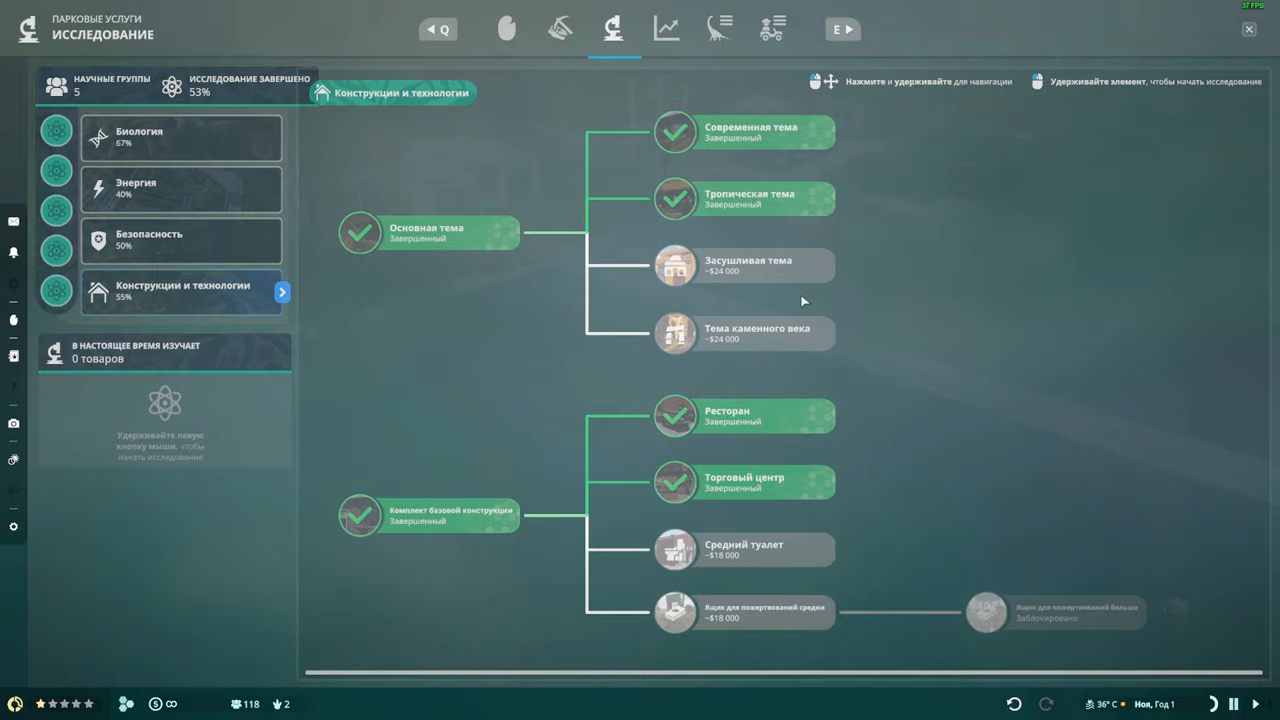 37 FPS
ПАРКОВЫЕ УСЛУГИ
ИССЛЕДОВАНИЕ
Q
E
НАУЧНЫЕ ГРУППЫ
5
ИССЛЕДОВАНИЕ ЗАВЕРШЕНО
53%
Конструкции и технологии
Нажмите и удерживайте для навигации
Удерживайте элемент, чтобы начать исследование
Биология
67%
Энергия
40%
Безопасность
50%
Конструкции и технологии
55%
В НАСТОЯЩЕЕ ВРЕМЯ ИЗУЧАЕТ
0 товаров
Удерживайте левую
кнопку мыши, чтобы
начать исследование
Основная тема
Завершенный
Современная тема
Завершенный
Тропическая тема
Завершенный
Засушливая тема
~$24 000
Тема каменного века
~$24 000
Комплект базовой конструкции
Завершенный
Ресторан
Завершенный
Торговый центр
Завершенный
Средний туалет
~$18 000
Ящик для пожертвований средни
~$18 000
Ящик для пожертвований больша
Заблокировано
118
2
36° C
Ноя, Год 1